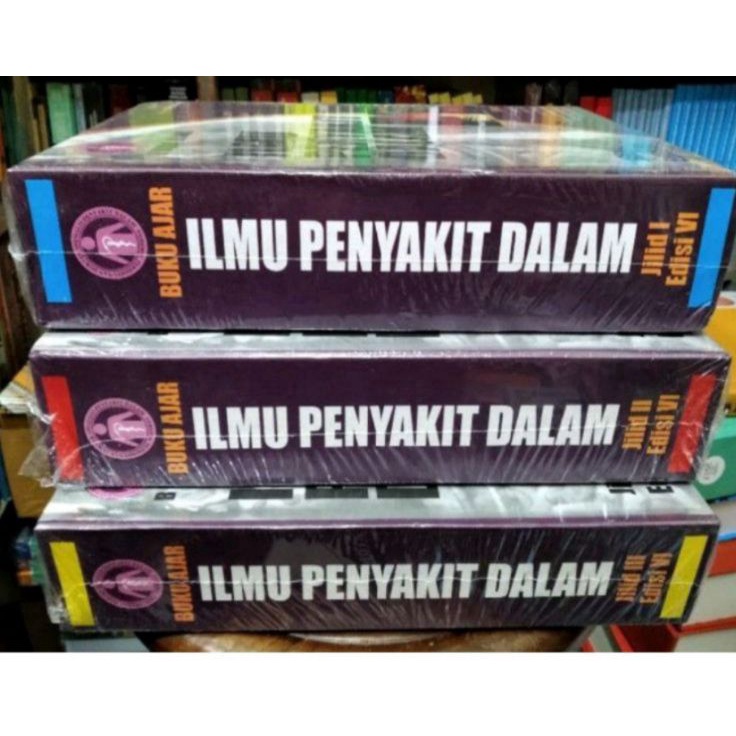 BUKU AJAR
ILMU PENYAKIT DALAM
Jilid I
Edisi VI
BUKU AJAR
ILMU PENYAKIT DALAM
Jilid II
Edisi VI
BUKU AJAR
ILMU PENYAKIT DALAM
Jilid III
Edisi VI